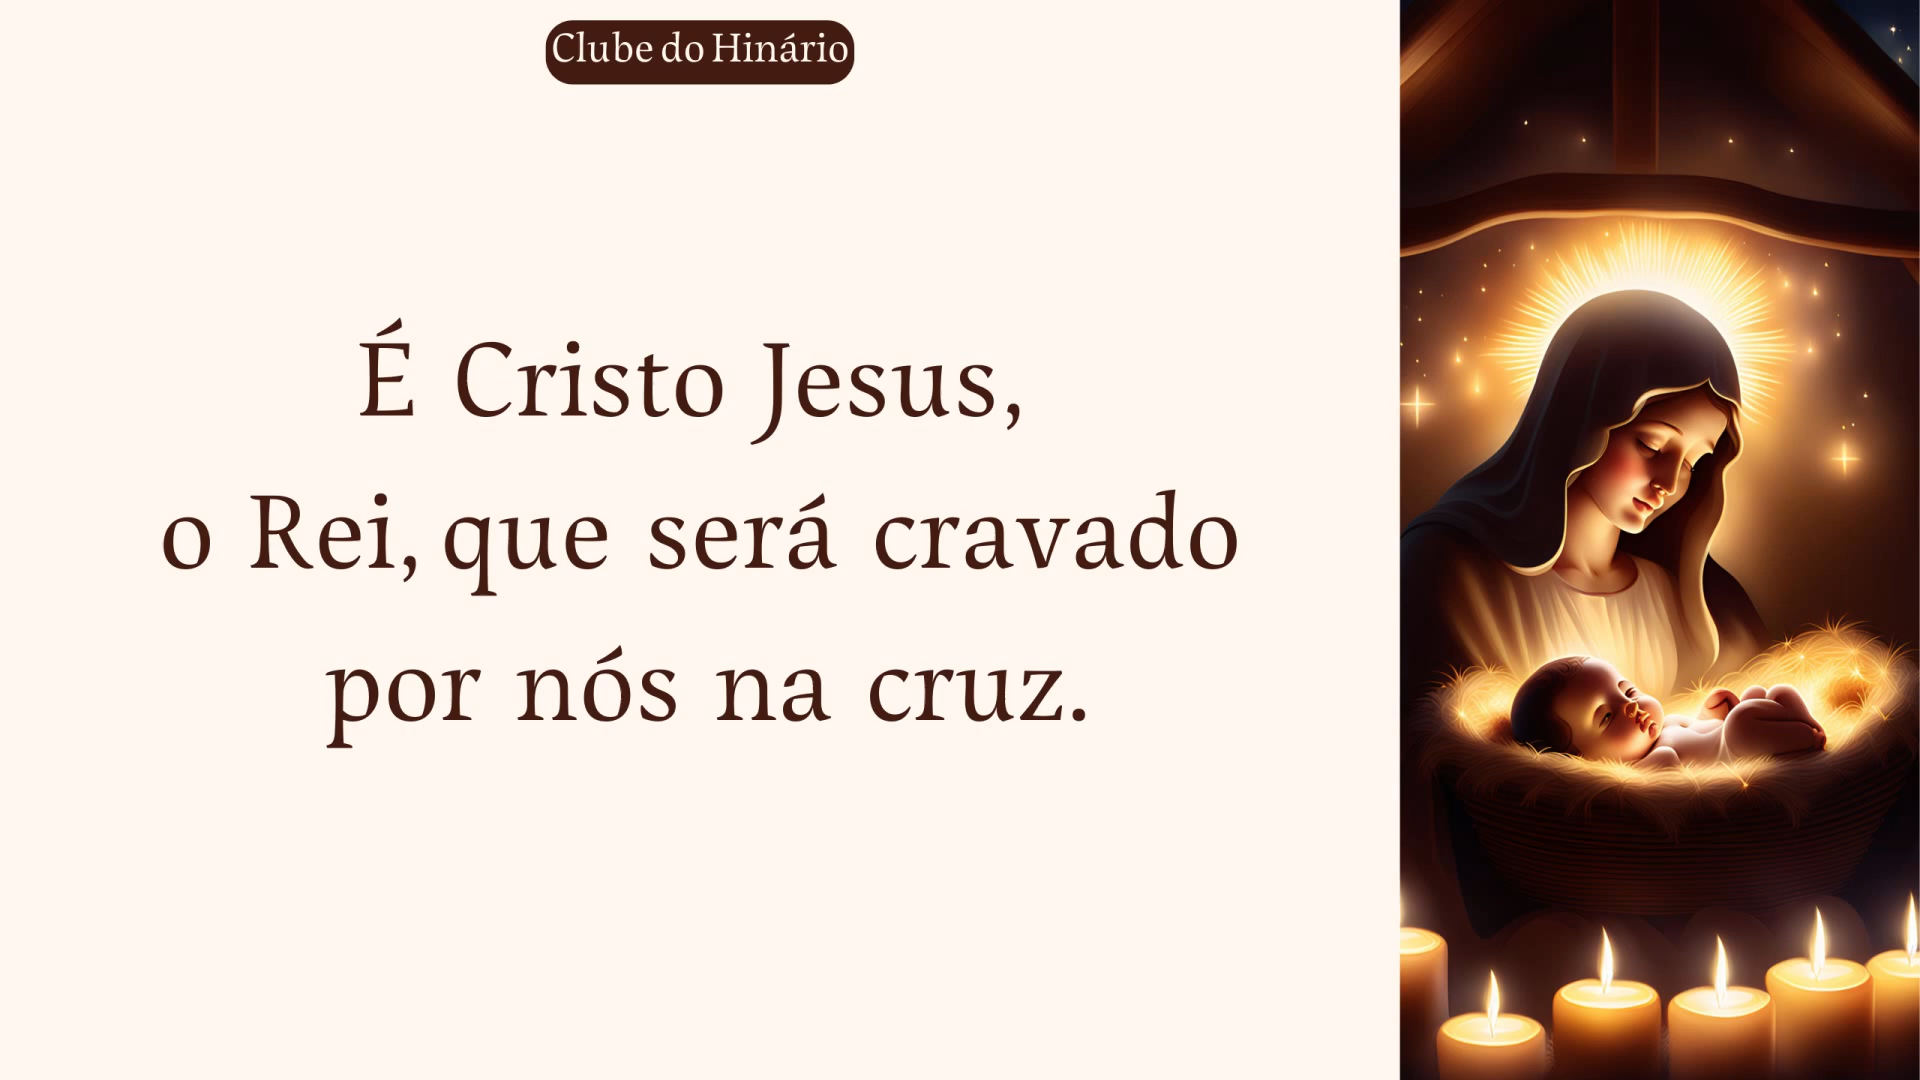 Clube do Hinário
É Cristo Jesus,
o Rei, que será cravado
por nós na cruz.